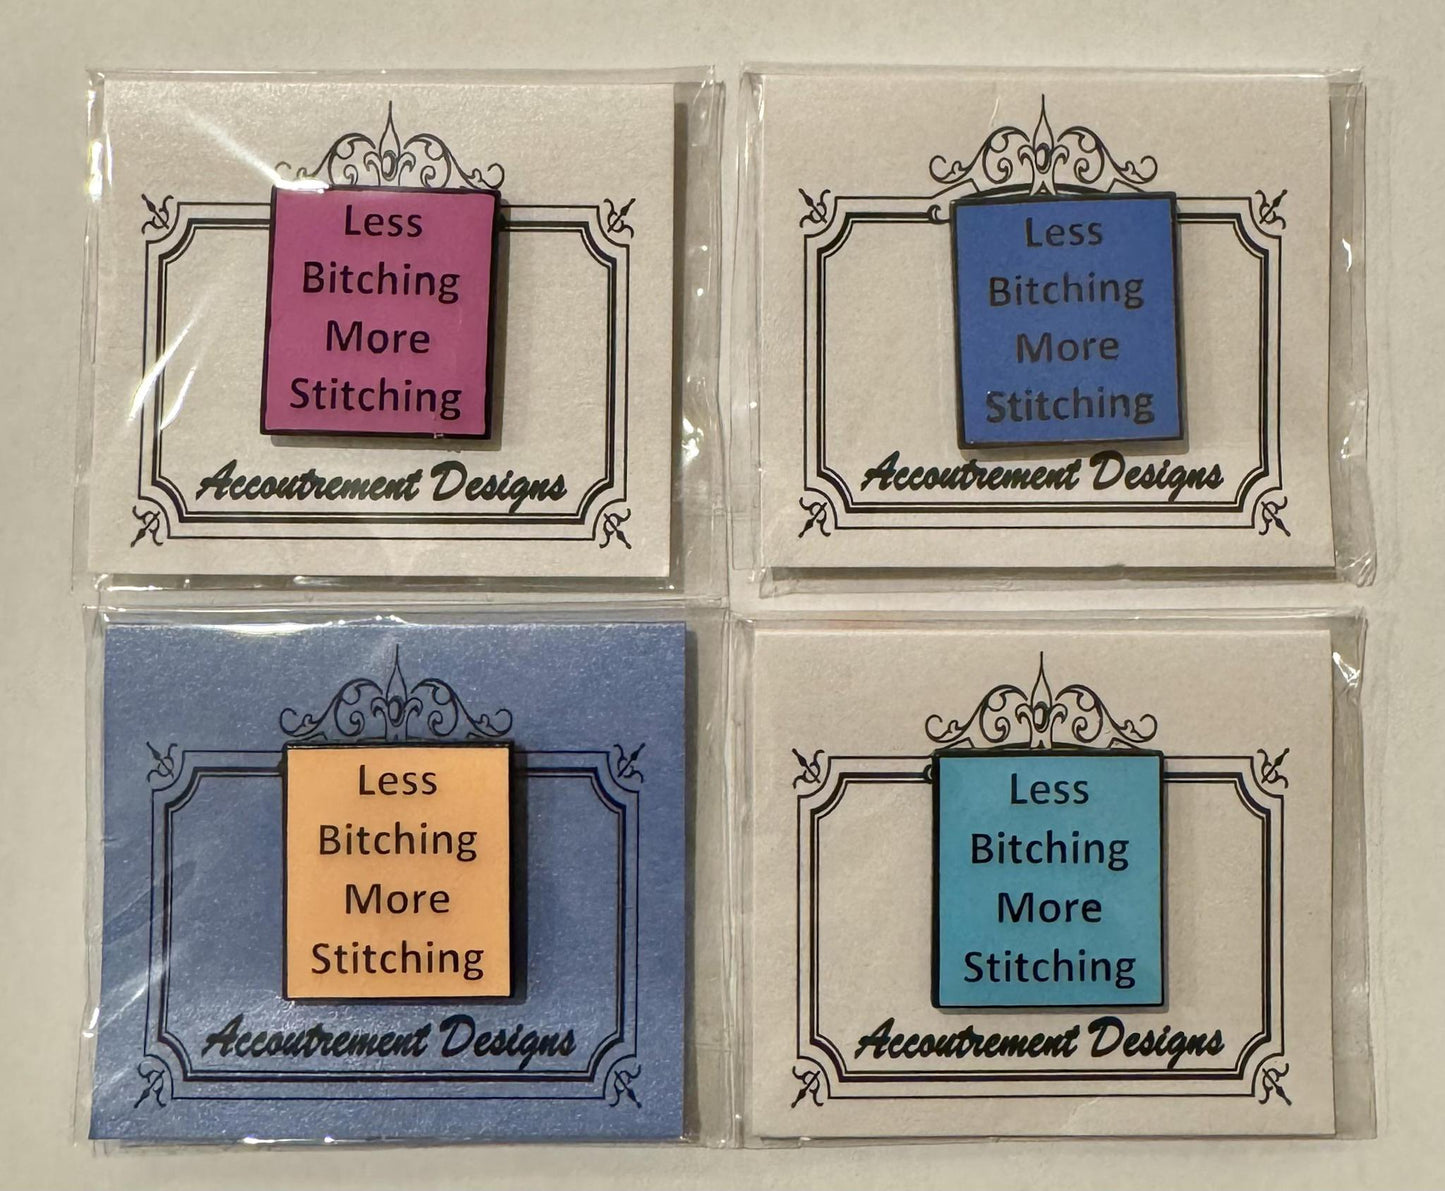 Less
Bitching
More
Stitching
Accoutrement Designs
Less
Bitching
More
Stitching
Accoutrement Designs
Less
Bitching
More
Stitching
Accoutrement Designs
Less
Bitching
More
Stitching
Accoutrement Designs